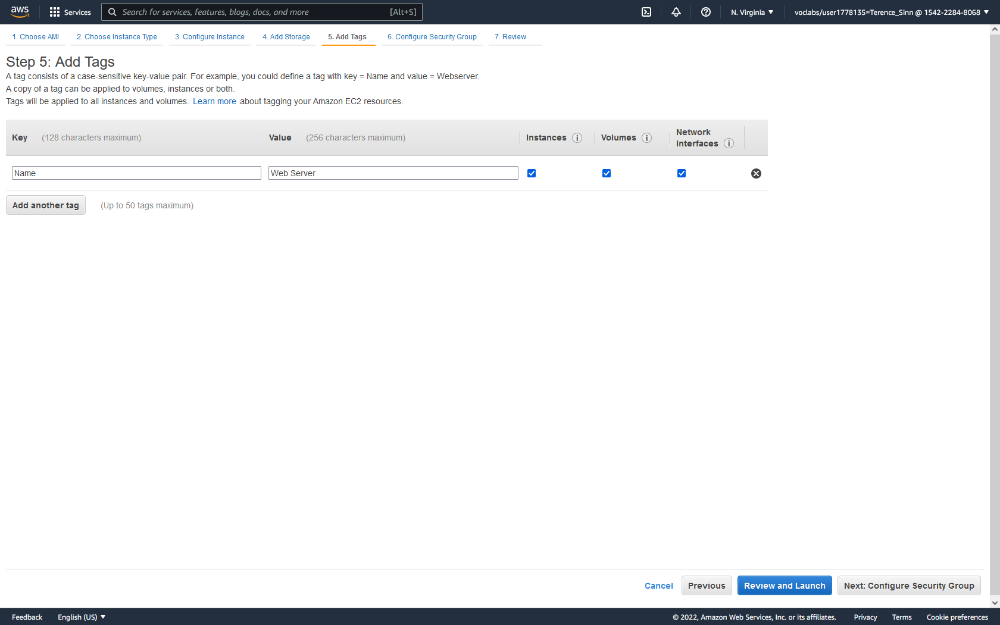 aws
Services
Search for services, features, blogs, docs, and more [Alt+S]
N. Virginia ▼
voclabs/user1778135=Terence_Sinn @ 1542-2284-8068 ▼
1. Choose AMI 2. Choose Instance Type 3. Configure Instance 4. Add Storage 5. Add Tags 6. Configure Security Group 7. Review
Step 5: Add Tags
A tag consists of a case-sensitive key-value pair. For example, you could define a tag with key = Name and value = Webserver.
A copy of a tag can be applied to volumes, instances or both.
Tags will be applied to all instances and volumes. Learn more about tagging your Amazon EC2 resources.
Key (128 characters maximum) Value (256 characters maximum) Instances Volumes Network
Interfaces
Name Web Server
Add another tag (Up to 50 tags maximum)
Cancel Previous Review and Launch Next: Configure Security Group
Feedback English (US) ▼ © 2022, Amazon Web Services, Inc. or its affiliates. Privacy Terms Cookie preferences